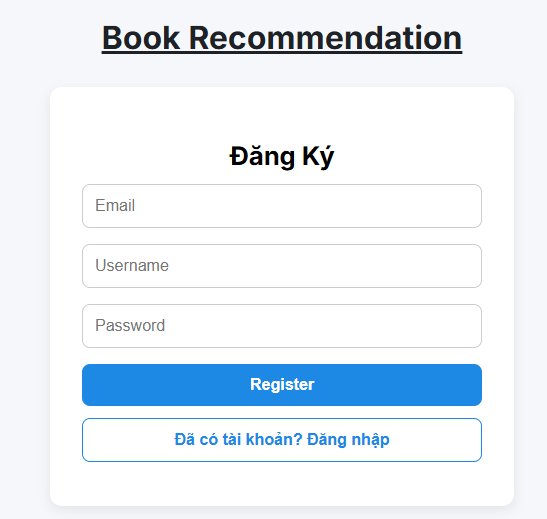 Book Recommendation
Đăng Ký
Email
Username
Password
Register
Đã có tài khoản? Đăng nhập